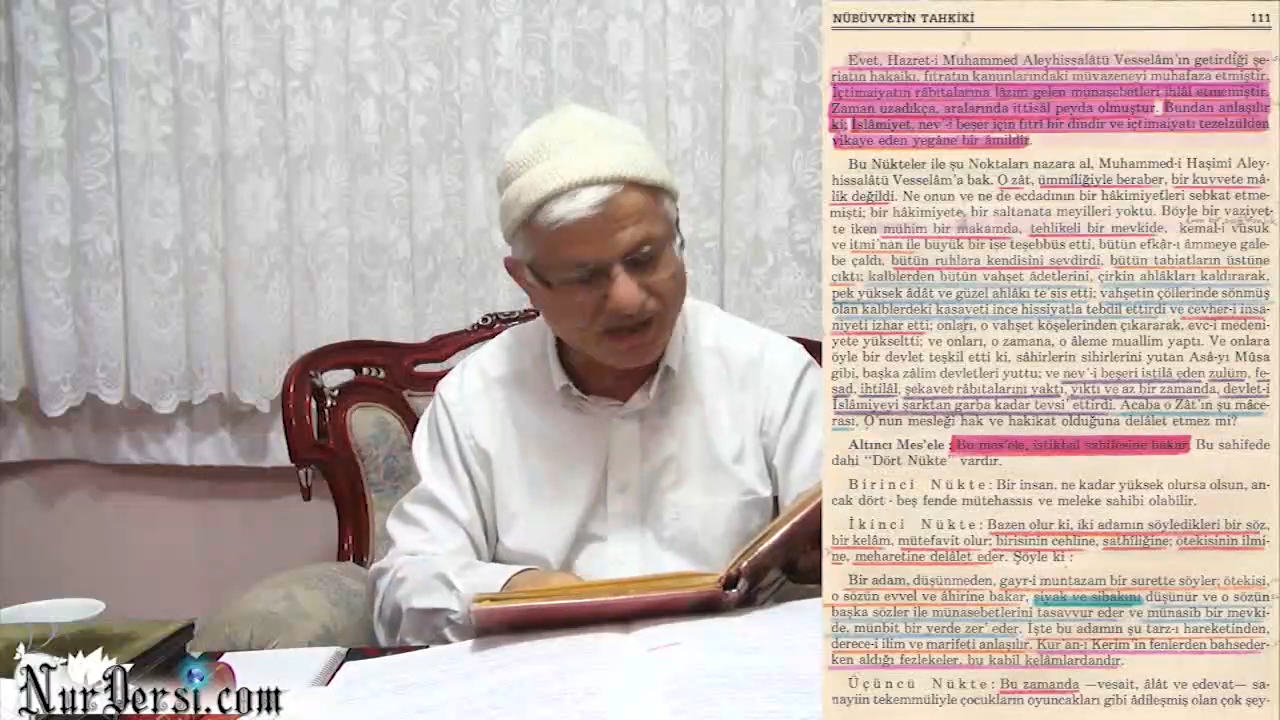 NÜBÜVVETİN TAHKİKİ 111
Evet, Hazret-i Muhammed Aleyhissalâtü Vesselâm'ın getirdiği şe-
riatın hakaikı, fıtratın kanunlarındaki müvazeneyi muhafaza etmiştir.
İçtimaiyatın râbıtalarına lâzım gelen münasebetleri ihlâl etmemiştir.
Zaman uzadıkça, aralarında ittisâl peyda olmuştur. Bundan anlaşılır
ki; İslâmiyet, nev'-i beşer için fıtrî bir dindir ve içtimaiyatı tezelzülden
vikaye eden yegâne bir âmildir.
Bu Nükteler ile şu Noktaları nazara al, Muhammed-i Haşimî Aley-
hissalâtü Vesselâm'a bak. O zât, ümmîliğiyle beraber, bir kuvvete mâ-
lik değildi. Ne onun ve ne de ecdadının bir hâkimiyetleri sebkat etme-
mişti; bir hâkimiyete, bir saltanata meyilleri yoktu. Böyle bir vaziyet-
te iken mühim bir makamda, tehlikeli bir mevkide, kemal-i vüsuk
ve itmi'nan ile büyük bir işe teşebbüs etti, bütün efkâr-ı âmmeye gale-
be çaldı, bütün ruhlara kendisini sevdirdi, bütün tabiatların üstüne
çıktı; kalblerden bütün vahşet âdetlerini, çirkin ahlâkları kaldırarak,
pek yüksek âdât ve güzel ahlâkı te'sis etti; vahşetin çöllerinde sönmüş
olan kalblerdeki kasaveti ince hissiyatla tebdil ettirdi ve cevher-i insa-
niyeti izhar etti; onları, o vahşet köşelerinden çıkararak, evc-i medeni-
yete yükseltti; ve onları, o zamana, o âleme muallim yaptı. Ve onlara
öyle bir devlet teşkil etti ki, sâhirlerin sihirlerini yutan Asâ-yı Mûsa
gibi, başka zâlim devletleri yuttu; ve nev'-i beşeri istilâ eden zulüm, fe-
sad, ihtilâl, şekavet râbıtalarını yaktı, yıktı ve az bir zamanda, devlet-i
İslâmiyeyi şarktan garba kadar tevsi' ettirdi. Acaba o Zât'ın şu mâce-
rası, O'nun mesleği hak ve hakikat olduğuna delâlet etmez mi?
Altıncı Mes'ele : Bu mes'ele, istikbal sahifesine bakar. Bu sahifede
dahi "Dört Nükte" vardır.
Birinci Nükte: Bir insan, ne kadar yüksek olursa olsun, an-
cak dört - beş fende mütehassıs ve meleke sahibi olabilir.
İkinci Nükte: Bazen olur ki, iki adamın söyledikleri bir söz,
bir kelâm, mütefavit olur; birisinin cehline, sathîliğine; ötekisinin ilmi-
ne, meharetine delâlet eder. Şöyle ki :
Bir adam, düşünmeden, gayr-i muntazam bir surette söyler; ötekisi,
o sözün evvel ve âhirine bakar, siyak ve sibakını düşünür ve o sözün
başka sözler ile münasebetlerini tasavvur eder ve münasib bir mevki-
de, münbit bir yerde zer' eder. İşte bu adamın şu tarz-ı hareketinden,
derece-i ilim ve marifeti anlaşılır. Kur'an-ı Kerim'in fenlerden bahseder-
ken aldığı fezlekeler, bu kabîl kelâmlardandır.
Üçüncü Nükte: Bu zamanda —vesait, âlât ve edevat— sa-
nayiin tekemmülüyle çocukların oyuncakları gibi âdileşmiş olan çok şey-
NurDersi.com